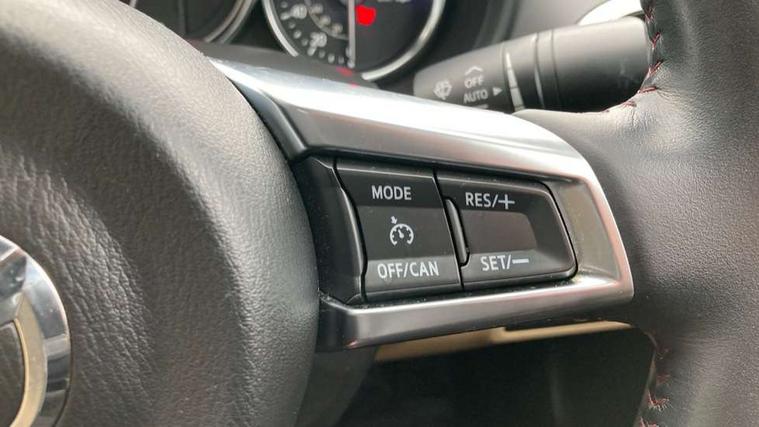 OFF
AUTO
MODE
RES/+
OFF/CAN
SET/−